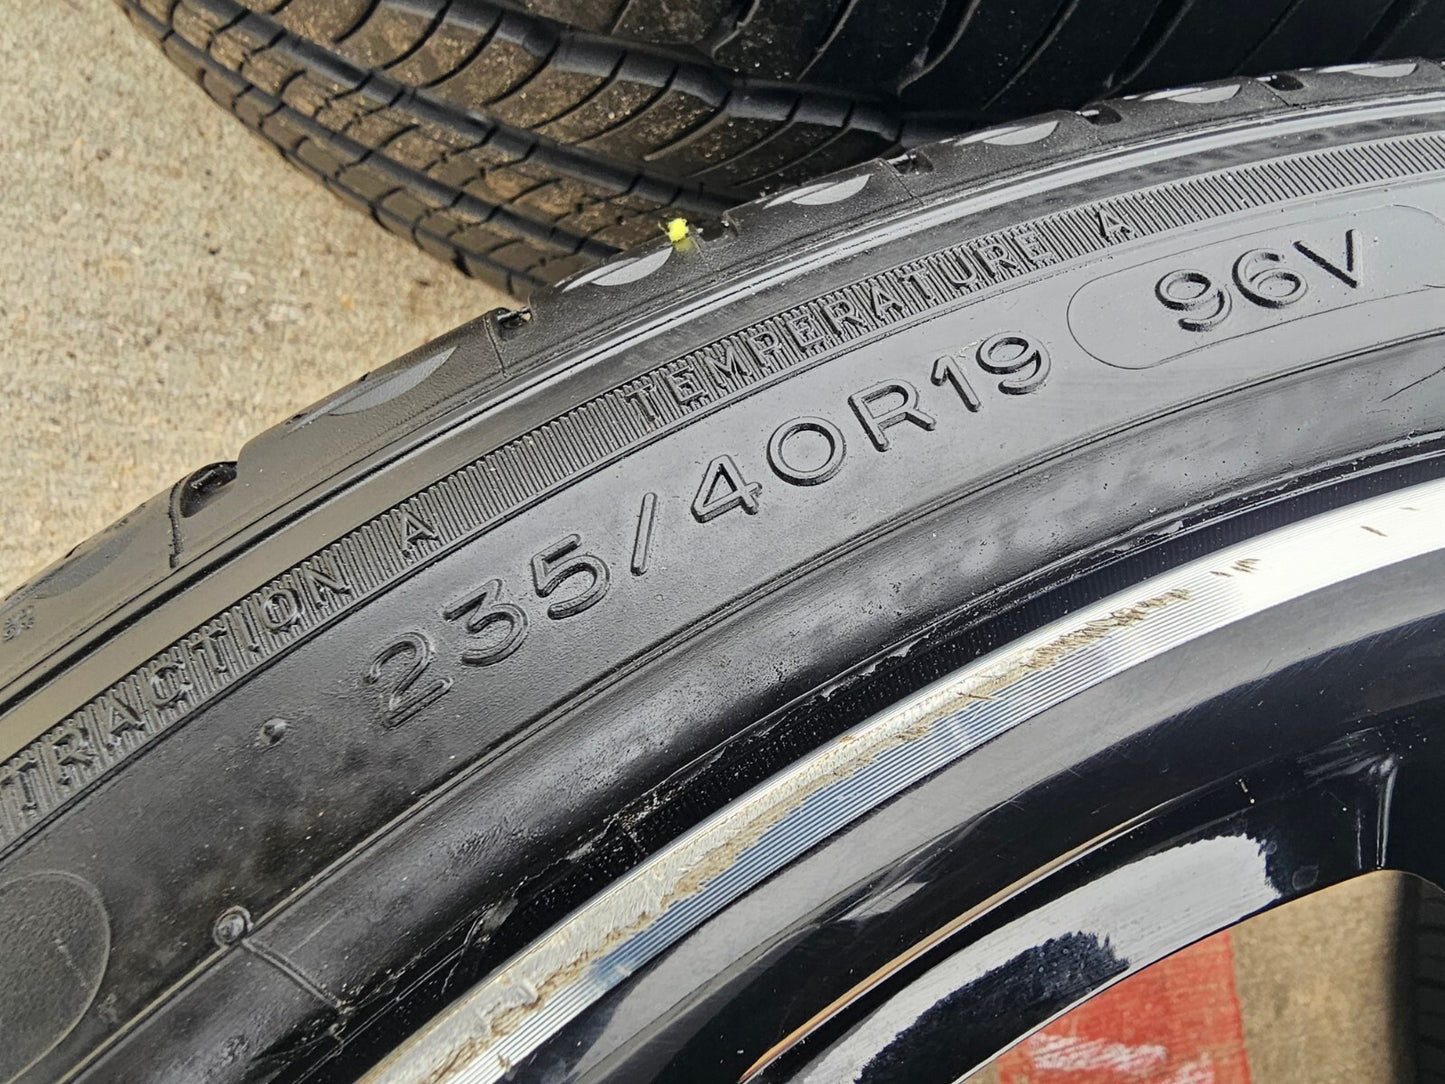 TRACTION A TEMPERATURE A
235/40R19 96V